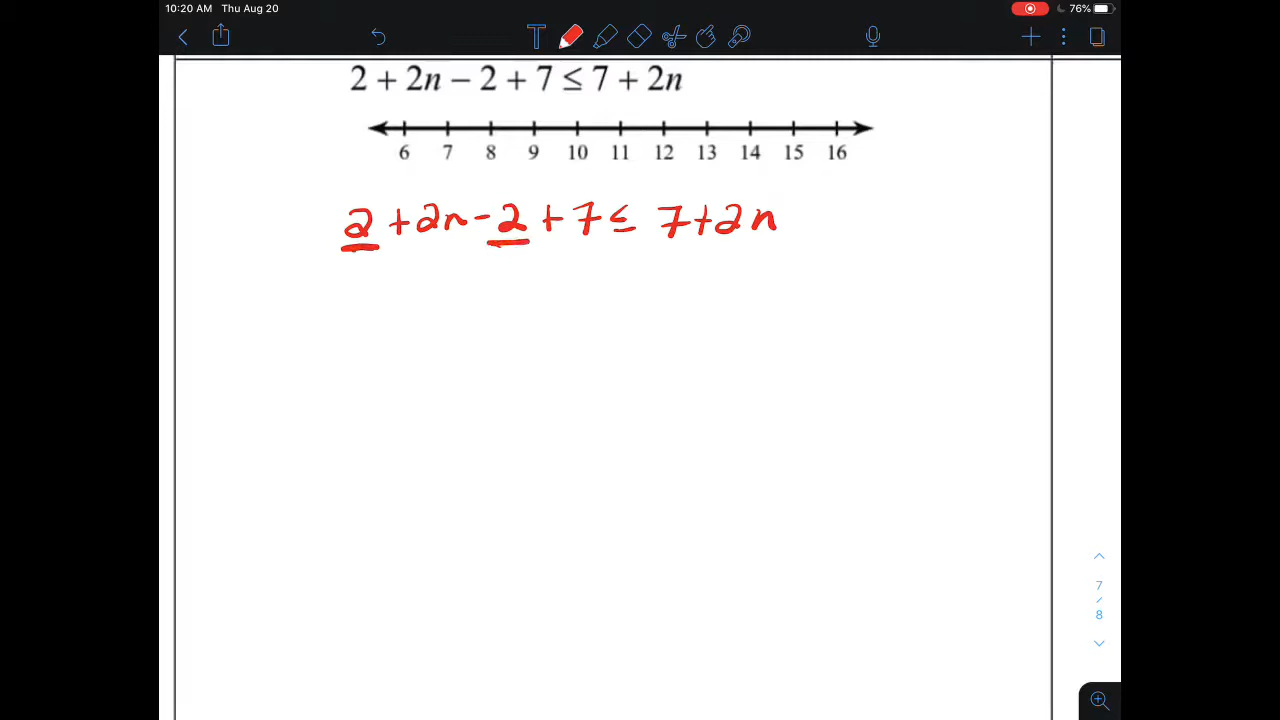 10:20 AM Thu Aug 20
76%
T
2 + 2n − 2 + 7 ≤ 7 + 2n
6 7 8 9 10 11 12 13 14 15 16
2 + 2n - 2 + 7 ≤ 7 + 2n
7
8